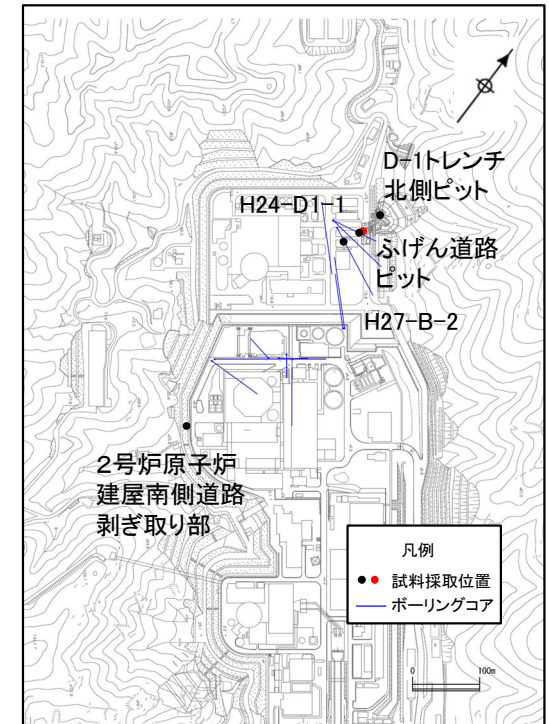 D-1トレンチ
北側ピット
H24-D1-1
ふげん道路
ピット
H27-B-2
2号炉原子炉
建屋南側道路
剥ぎ取り部
凡例
試料採取位置
ボーリングコア
0 100m